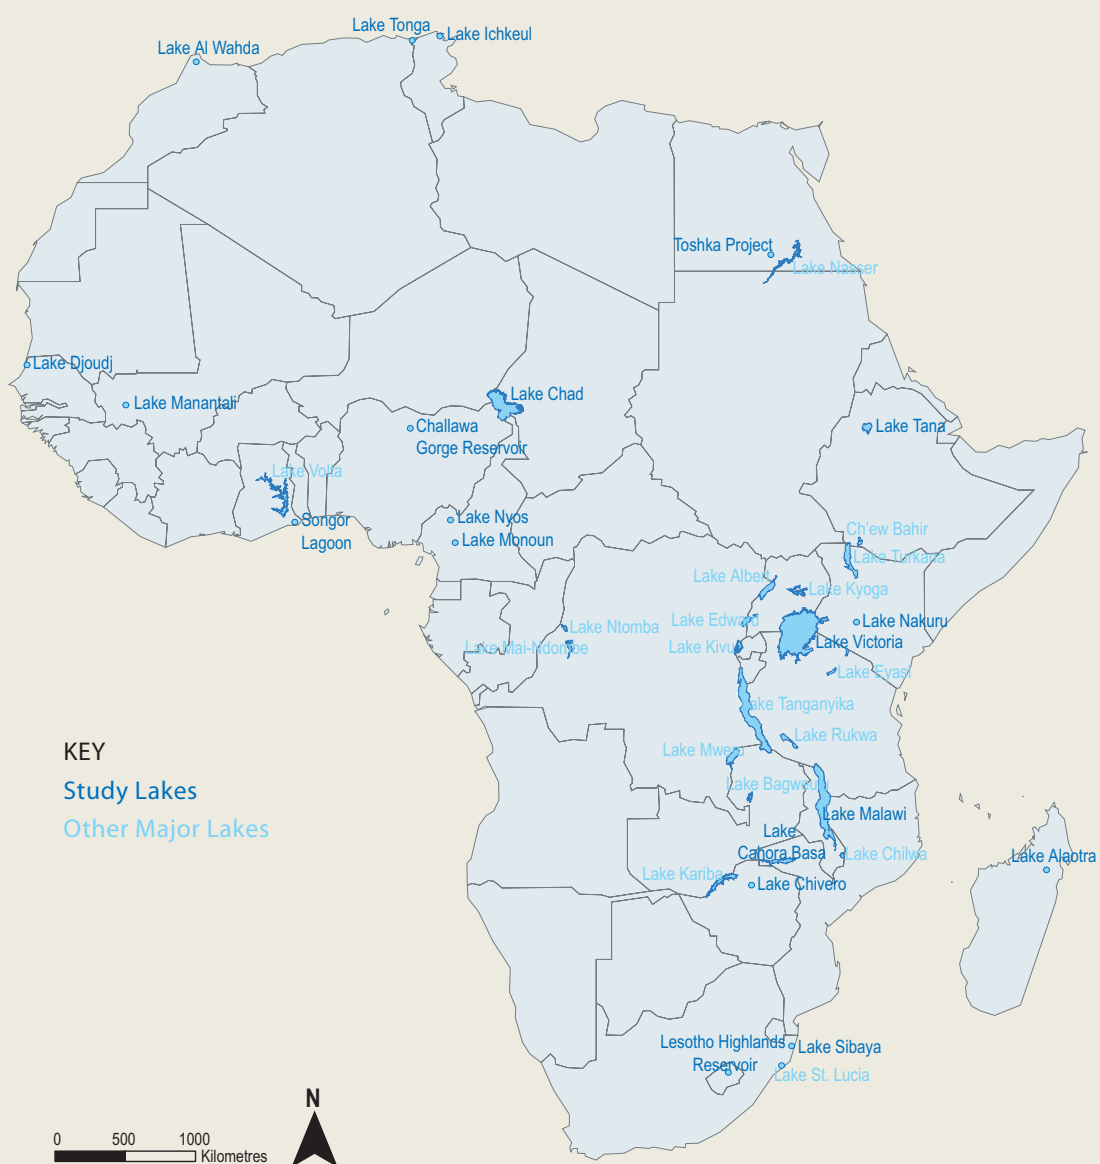 Lake Tonga
Lake Ichkeul
Lake Al Wahda
Toshka Project
Lake Nasser
Lake Djoudj
Lake Manantali
Lake Chad
Challawa
Gorge Reservoir
Lake Tana
Lake Volta
Songor
Lagoon
Lake Nyos
Lake Monoun
Ch'ew Bahir
Lake Turkana
Lake Albert
Lake Kyoga
Lake Edward
Lake Nakuru
Lake Ntomba
Lake Mai-Ndombe
Lake Kivu
Lake Victoria
Lake Eyasi
Lake Tanganyika
Lake Rukwa
Lake Mweru
Lake Bagwoulu
Lake Malawi
Lake
Cahora Basa
Lake Chilwa
Lake Alaotra
Lake Kariba
Lake Chivero
KEY
Study Lakes
Other Major Lakes
Lesotho Highlands
Reservoir
Lake Sibaya
Lake St. Lucia
N
0 500 1000
Kilometres